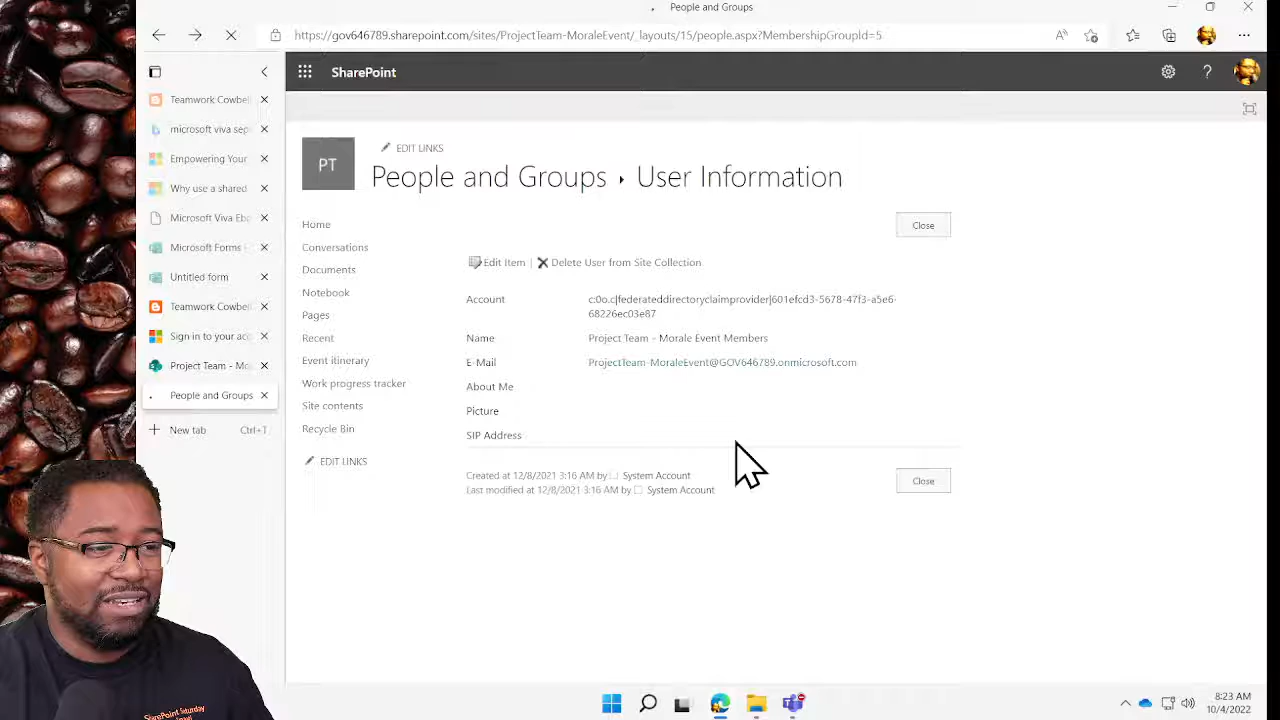 People and Groups
https://gov646789.sharepoint.com/sites/ProjectTeam-MoraleEvent/_layouts/15/people.aspx?MembershipGroupId=5
SharePoint
Teamwork Cowbel
microsoft viva sep
Empowering Your
Why use a shared
Microsoft Viva Ebo
Microsoft Forms
Untitled form
Teamwork Cowbel
Sign in to your acc
Project Team - Mo
People and Groups
New tab Ctrl+T
PT
EDIT LINKS
People and Groups ▸ User Information
Home
Conversations
Documents
Notebook
Pages
Recent
Event itinerary
Work progress tracker
Site contents
Recycle Bin
EDIT LINKS
Close
Edit Item | Delete User from Site Collection
Account c:0o.c|federateddirectoryclaimprovider|601efcd3-5678-47f3-a5e6-
68226ec03e87
Name Project Team - Morale Event Members
E-Mail ProjectTeam-MoraleEvent@GOV646789.onmicrosoft.com
About Me
Picture
SIP Address
Created at 12/8/2021 3:16 AM by System Account
Last modified at 12/8/2021 3:16 AM by System Account
Close
SharePoint Saturday
8:23 AM
10/4/2022